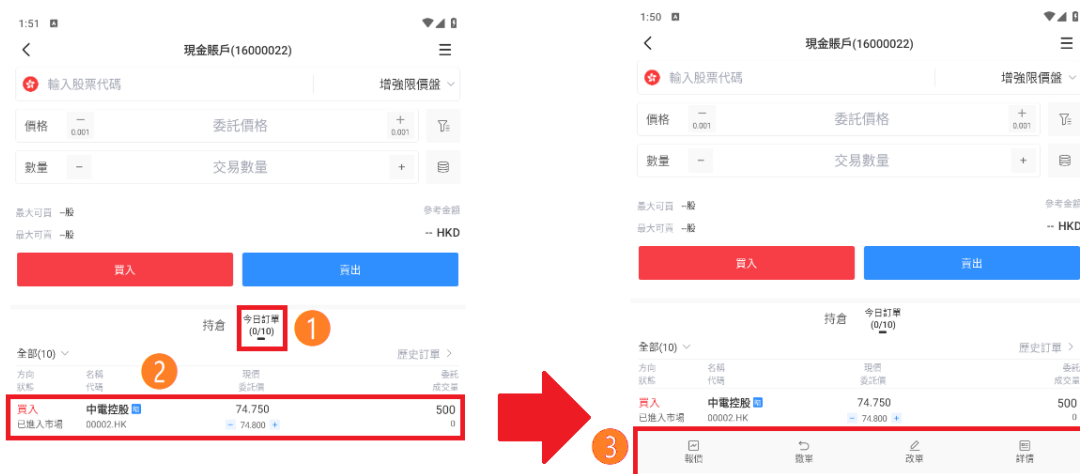 1:51
現金賬戶(16000022)
輸入股票代碼
增強限價盤
價格
0.001
委託價格
0.001
數量
交易數量
最大可買 --股
參考金額
最大可賣 --股
-- HKD
買入
賣出
持倉
今日訂單
(0/10)
1
全部(10)
歷史訂單
2
方向
名稱
現價
委託
狀態
代碼
委託價
成交量
買入
中電控股
74.750
500
已進入市場
00002.HK
74.800
0
1:50
現金賬戶(16000022)
輸入股票代碼
增強限價盤
價格
0.001
委託價格
0.001
數量
交易數量
最大可買 --股
參考金額
最大可賣 --股
-- HKD
買入
賣出
持倉
今日訂單
(0/10)
全部(10)
歷史訂單
方向
名稱
現價
委託
狀態
代碼
委託價
成交量
買入
中電控股
74.750
500
已進入市場
00002.HK
74.800
0
3
報價
撤單
改單
詳情